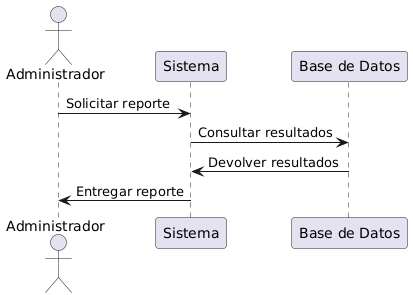 Administrador
Sistema
Base de Datos
Solicitar reporte
Consultar resultados
Devolver resultados
Entregar reporte
Administrador
Sistema
Base de Datos